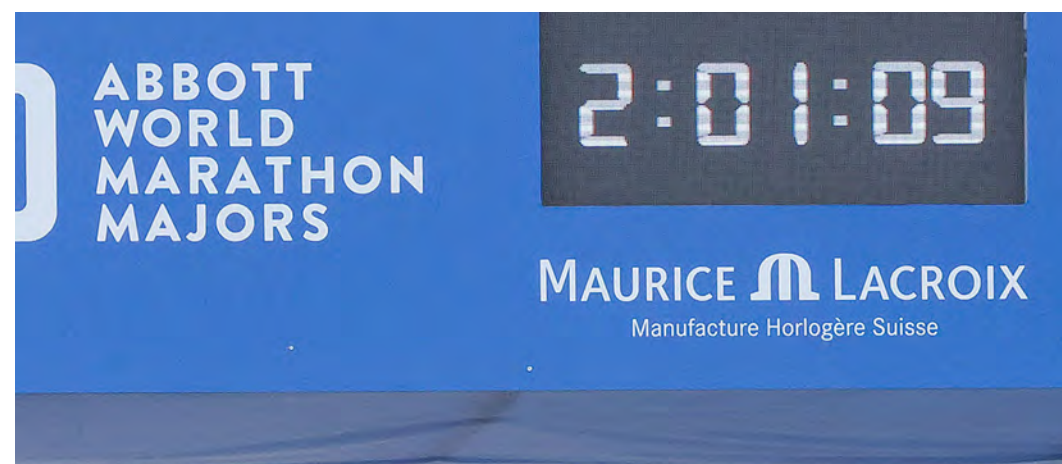 ABBOTT
WORLD
MARATHON
MAJORS
2:01:09
MAURICE LACROIX
Manufacture Horlogère Suisse